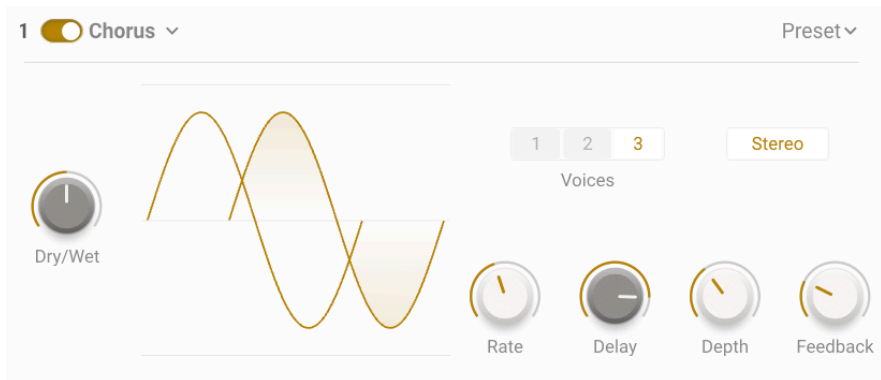 1 Chorus
Preset
1 2 3
Stereo
Voices
Dry/Wet
Rate
Delay
Depth
Feedback